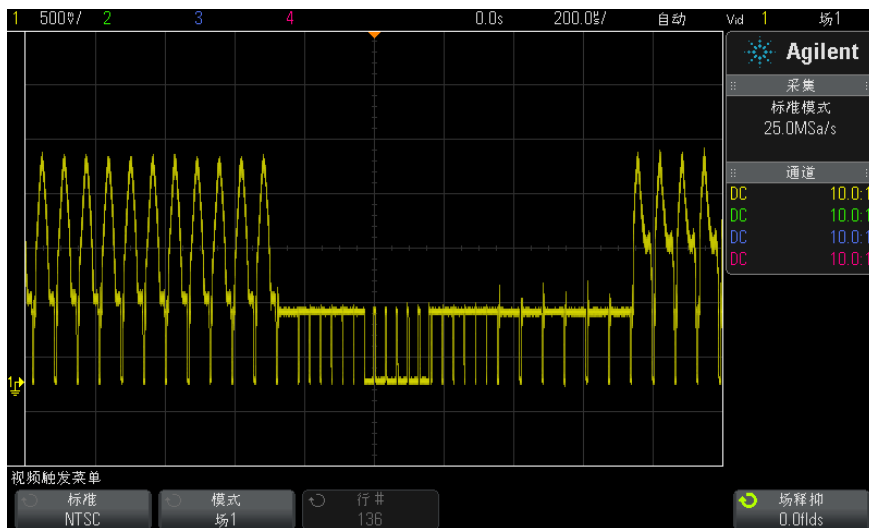 1 500㎷/ 2 3 4 0.0s 200.0㎲/ 自动 Vid 1 场1
Agilent
采集
标准模式
25.0MSa/s
通道
DC 10.0:1
DC 10.0:1
DC 10.0:1
DC 10.0:1
1
视频触发菜单
标准
NTSC
模式
场1
行 #
136
场释抑
0.0flds